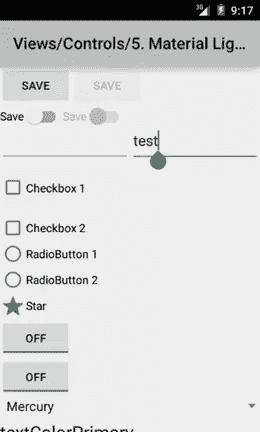 3G 9:17
Views/Controls/5. Material Lig...
SAVE SAVE
Save Save
test
Checkbox 1
Checkbox 2
RadioButton 1
RadioButton 2
Star
OFF
OFF
Mercury
textColorPrimary